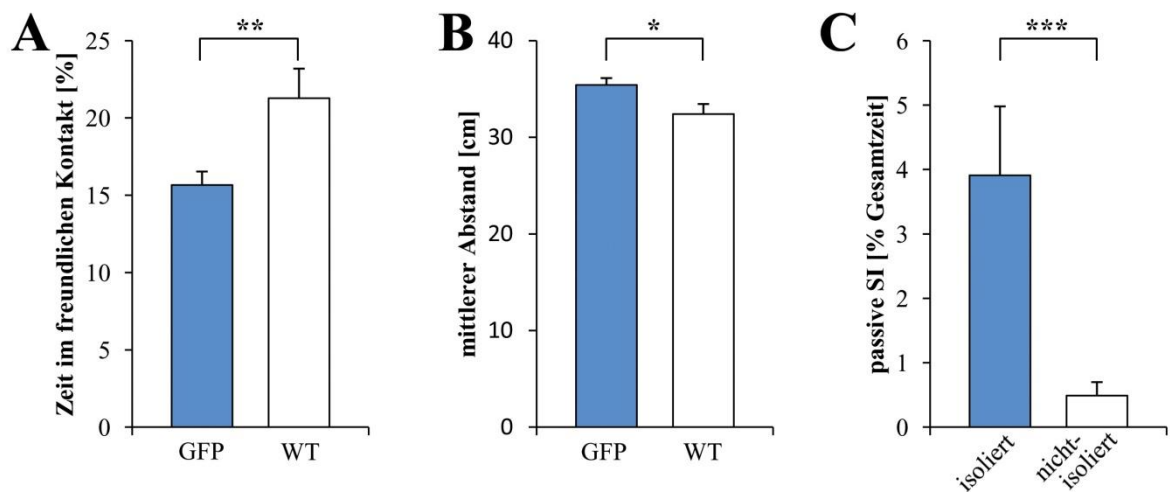 A
Zeit im freundlichen Kontakt [%]
25
20
15
10
5
0
**
GFP
WT
B
mittlerer Abstand [cm]
40
30
20
10
0
*
GFP
WT
C
passive SI [% Gesamtzeit]
6
5
4
3
2
1
0
***
isoliert
nicht-
isoliert